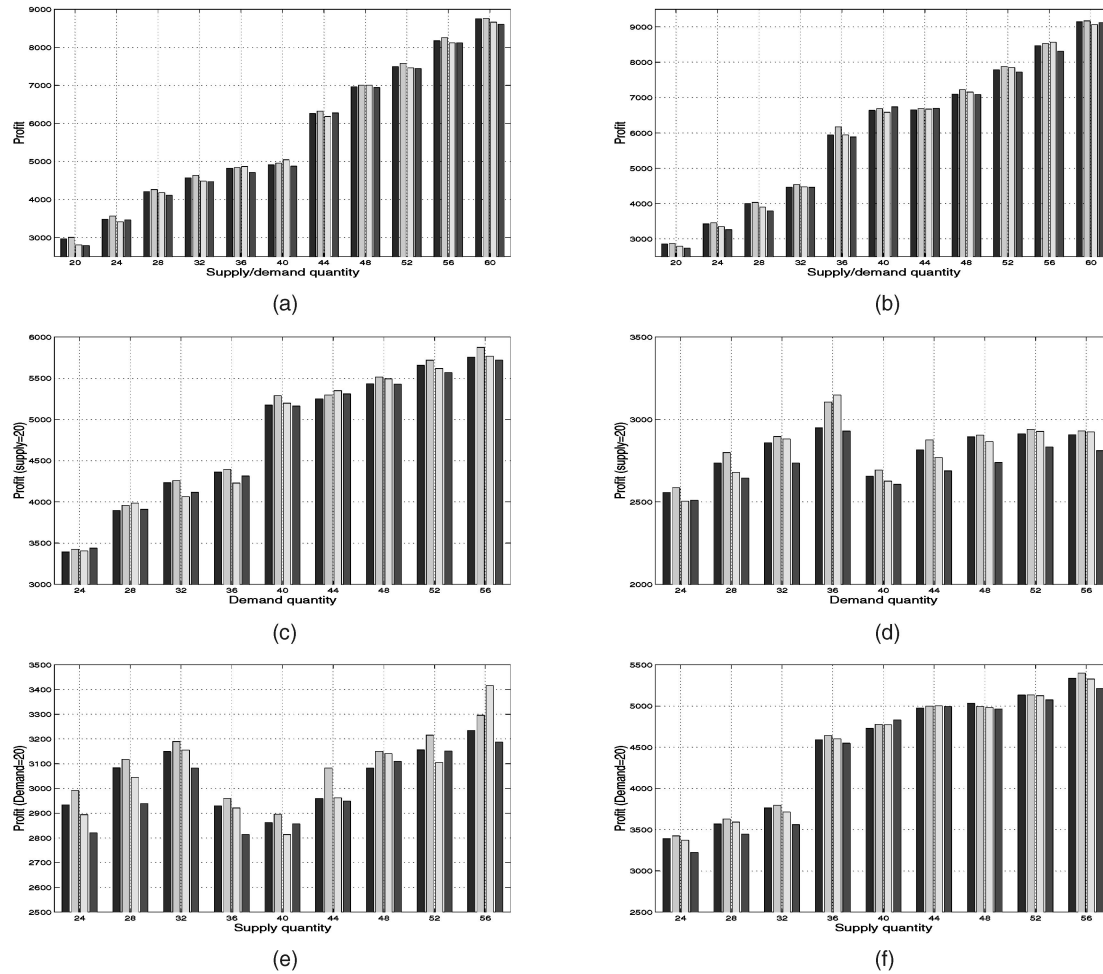 9000
8000
7000
6000
5000
4000
3000
Profit
20 24 28 32 36 40 44 48 52 56 60
Supply/demand quantity
(a)
9000
8000
7000
6000
5000
4000
3000
Profit
20 24 28 32 36 40 44 48 52 56 60
Supply/demand quantity
(b)
6000
5500
5000
4500
4000
3500
3000
Profit (supply=20)
24 28 32 36 40 44 48 52 56
Demand quantity
(c)
3500
3000
2500
2000
Profit (supply=20)
24 28 32 36 40 44 48 52 56
Demand quantity
(d)
3500
3400
3300
3200
3100
3000
2900
2800
2700
2600
2500
Profit (Demand=20)
24 28 32 36 40 44 48 52 56
Supply quantity
(e)
5500
5000
4500
4000
3500
3000
2500
Profit (Demand=20)
24 28 32 36 40 44 48 52 56
Supply quantity
(f)